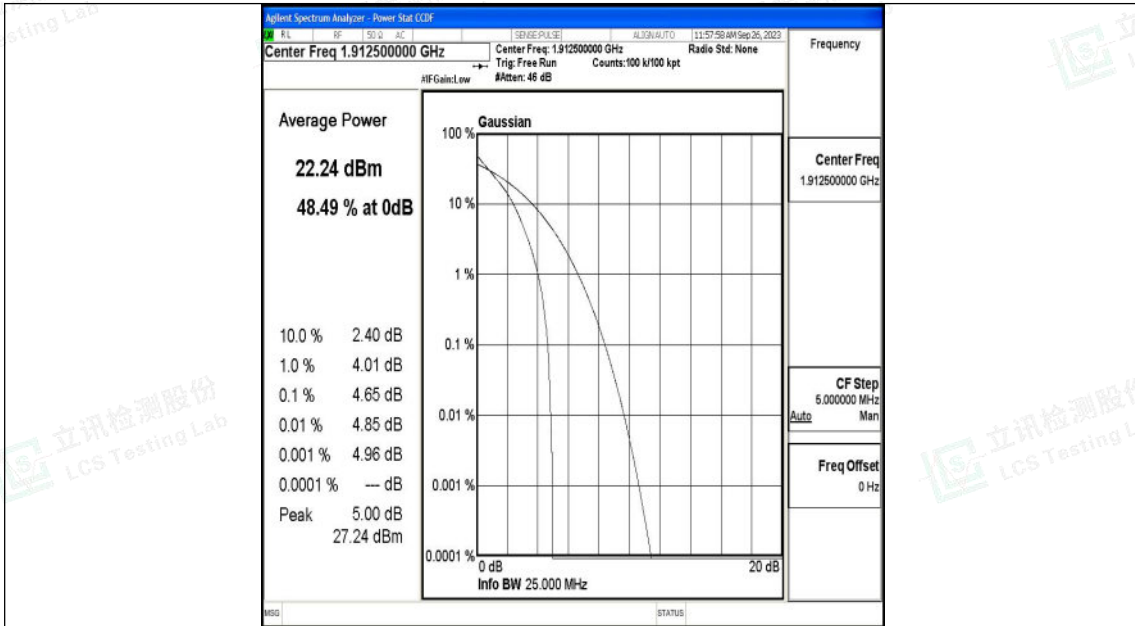 Agilent Spectrum Analyzer - Power Stat CCDF
RL RF 50 Ω AC SENSE:PULSE ALIGNAUTO 11:57:58 AM Sep 26, 2023
Center Freq 1.912500000 GHz
Center Freq: 1.912500000 GHz Radio Std: None
Trig: Free Run Counts:100 k/100 kpt
#IFGain:Low #Atten: 46 dB
Frequency
Average Power
22.24 dBm
48.49 % at 0dB
10.0 % 2.40 dB
1.0 % 4.01 dB
0.1 % 4.65 dB
0.01 % 4.85 dB
0.001 % 4.96 dB
0.0001 % --- dB
Peak 5.00 dB
27.24 dBm
Gaussian
100 %
10 %
1 %
0.1 %
0.01 %
0.001 %
0.0001 %
0 dB 20 dB
Info BW 25.000 MHz
Center Freq
1.912500000 GHz
CF Step
5.000000 MHz
Auto Man
Freq Offset
0 Hz
MSG STATUS
立讯检测股份
LCS Testing Lab
立讯检测股份
LCS Testing L
sting Lab
立